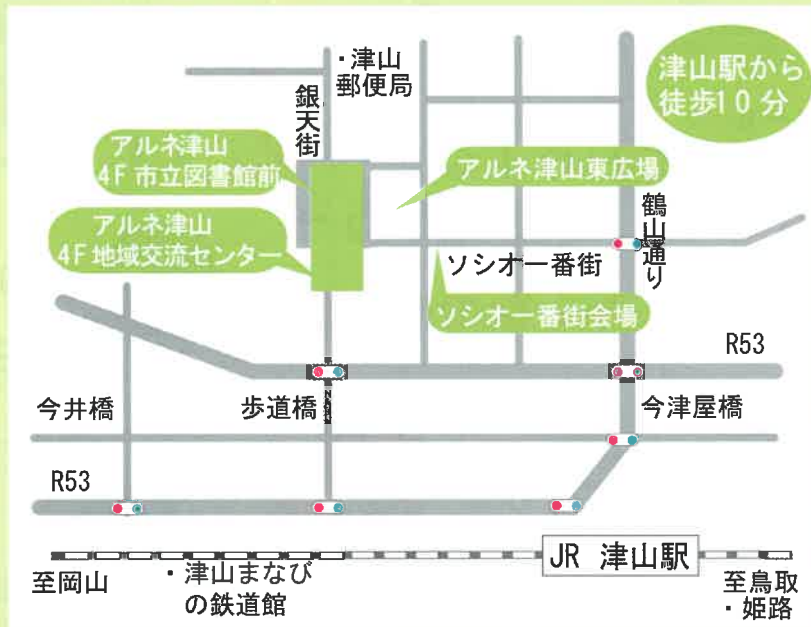 ・津山
郵便局
津山駅から
徒歩10分
銀天街
アルネ津山
4F市立図書館前
アルネ津山東広場
アルネ津山
4F地域交流センター
鶴山通り
ソシオ一番街
ソシオ一番街会場
R53
今井橋
歩道橋
今津屋橋
R53
JR 津山駅
至岡山
・津山まなび
の鉄道館
至鳥取
・姫路